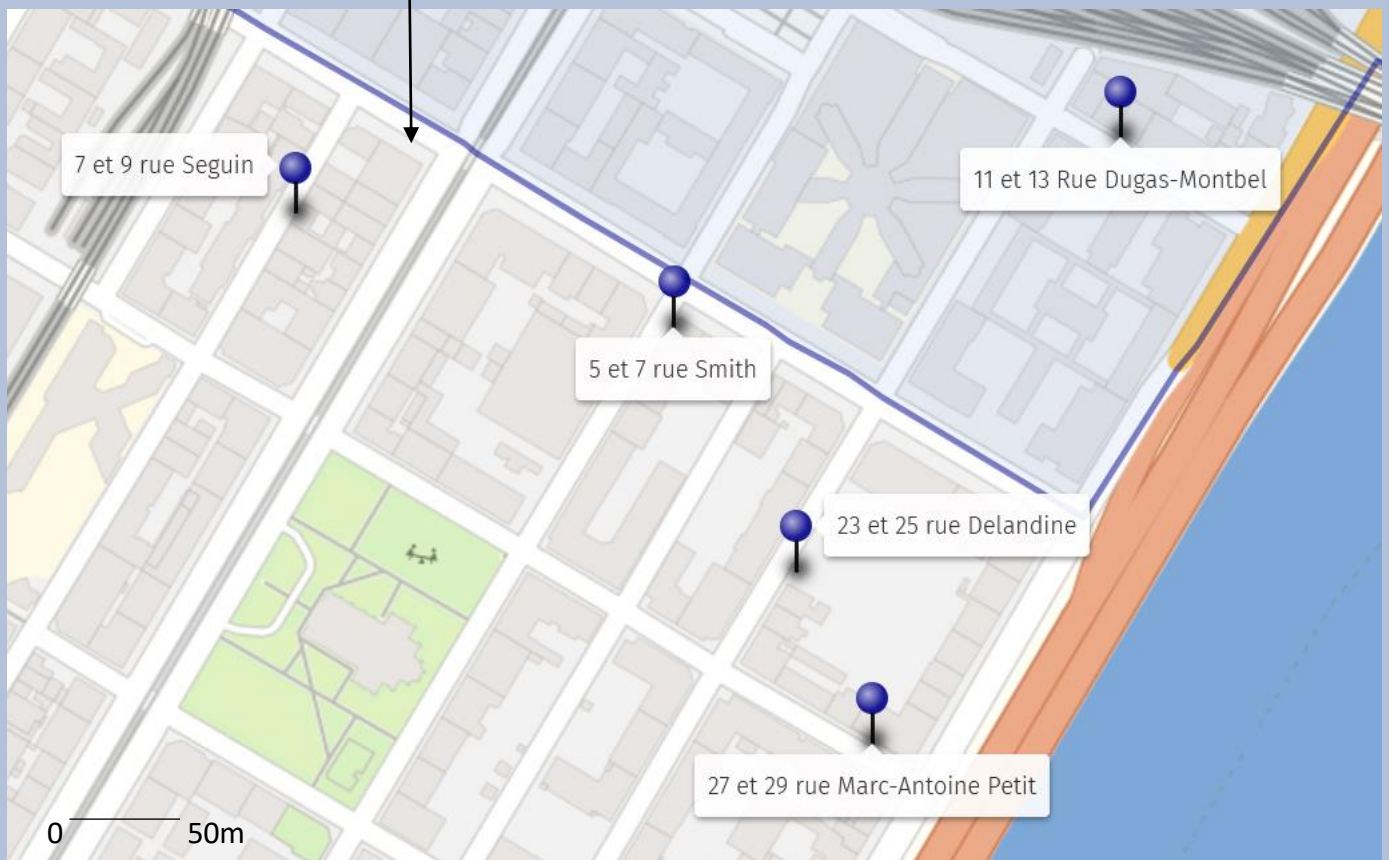 7 et 9 rue Seguin
11 et 13 Rue Dugas-Montbel
5 et 7 rue Smith
23 et 25 rue Delandine
27 et 29 rue Marc-Antoine Petit
0 50m